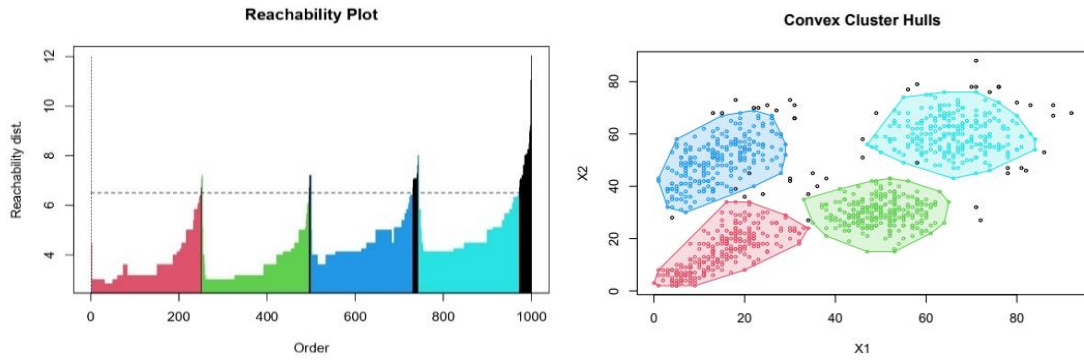 Reachability Plot
Reachability dist.
12
10
8
6
4
0 200 400 600 800 1000
Order
Convex Cluster Hulls
X2
80
60
40
20
0
0 20 40 60 80
X1